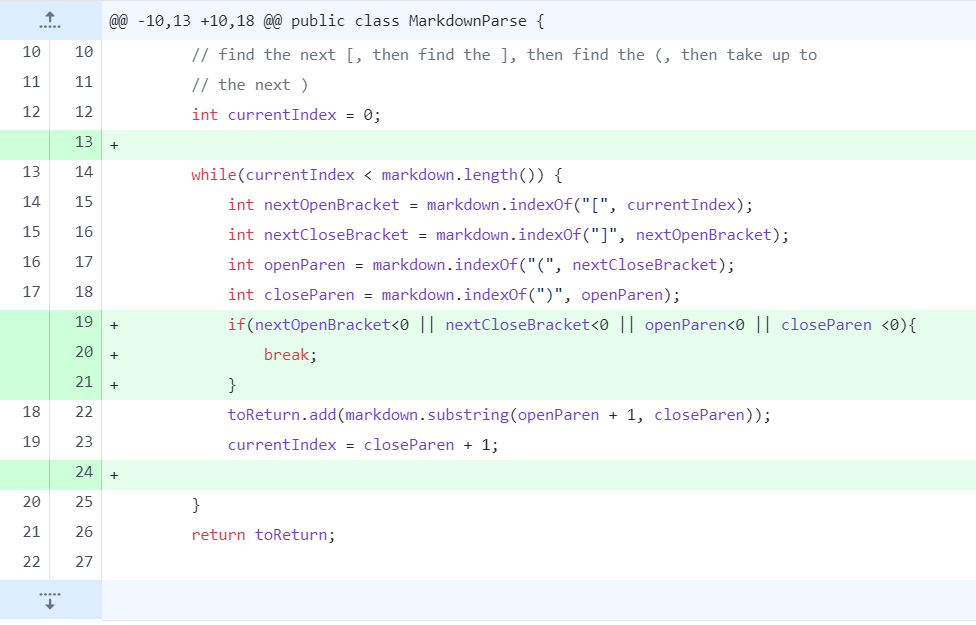 @@ -10,13 +10,18 @@ public class MarkdownParse {
10 10 // find the next [, then find the ], then find the (, then take up to
11 11 // the next )
12 12 int currentIndex = 0;
13 +
13 14 while(currentIndex < markdown.length()) {
14 15 int nextOpenBracket = markdown.indexOf("[", currentIndex);
15 16 int nextCloseBracket = markdown.indexOf("]", nextOpenBracket);
16 17 int openParen = markdown.indexOf("(", nextCloseBracket);
17 18 int closeParen = markdown.indexOf(")", openParen);
19 + if(nextOpenBracket<0 || nextCloseBracket<0 || openParen<0 || closeParen <0){
20 + break;
21 + }
18 22 toReturn.add(markdown.substring(openParen + 1, closeParen));
19 23 currentIndex = closeParen + 1;
24 +
20 25 }
21 26 return toReturn;
22 27